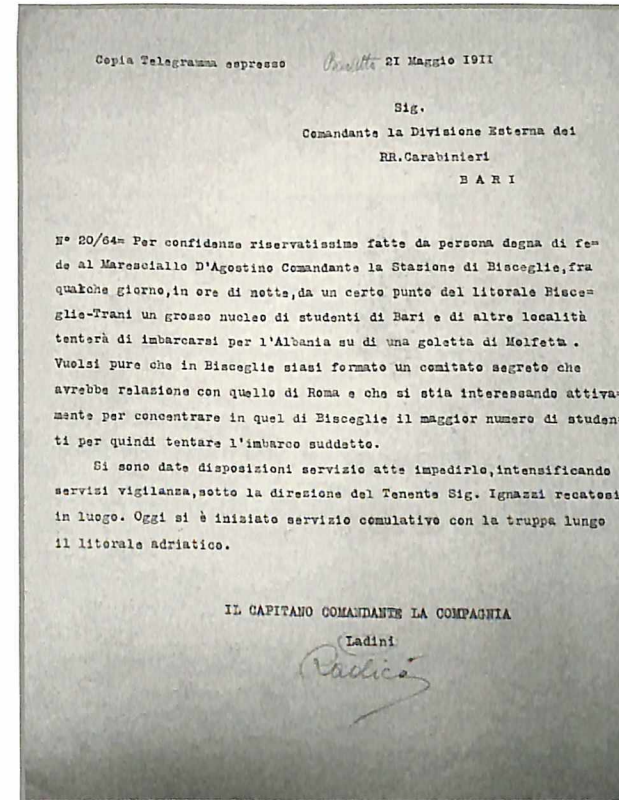 Copia Telegramma espresso Barletta 21 Maggio 1911
Sig.
Comandante la Divisione Esterna dei
RR.Carabinieri
B A R I
N° 20/64= Per confidenze riservatissime fatte da persona degna di fe=
de al Maresciallo D'Agostino Comandante la Stazione di Bisceglie,fra
qualche giorno,in ore di notte,da un certo punto del litorale Bisce=
glie-Trani un grosso nucleo di studenti di Bari e di altre località
tenterà di imbarcarsi per l'Albania su di una goletta di Molfetta.
Vuolsi pure che in Bisceglie siasi formato un comitato segreto che
avrebbe relazione con quello di Roma e che si stia interessando attiva=
mente per concentrare in quel di Bisceglie il maggior numero di studen=
ti per quindi tentare l'imbarco suddetto.
Si sono date disposizioni servizio atte impedirlo,intensificando
servizi vigilanza,sotto la direzione del Tenente Sig. Ignazzi recatosi
in luogo. Oggi si è iniziato servizio comulativo con la truppa lungo
il litorale adriatico.
IL CAPITANO COMANDANTE LA COMPAGNIA
Ladini